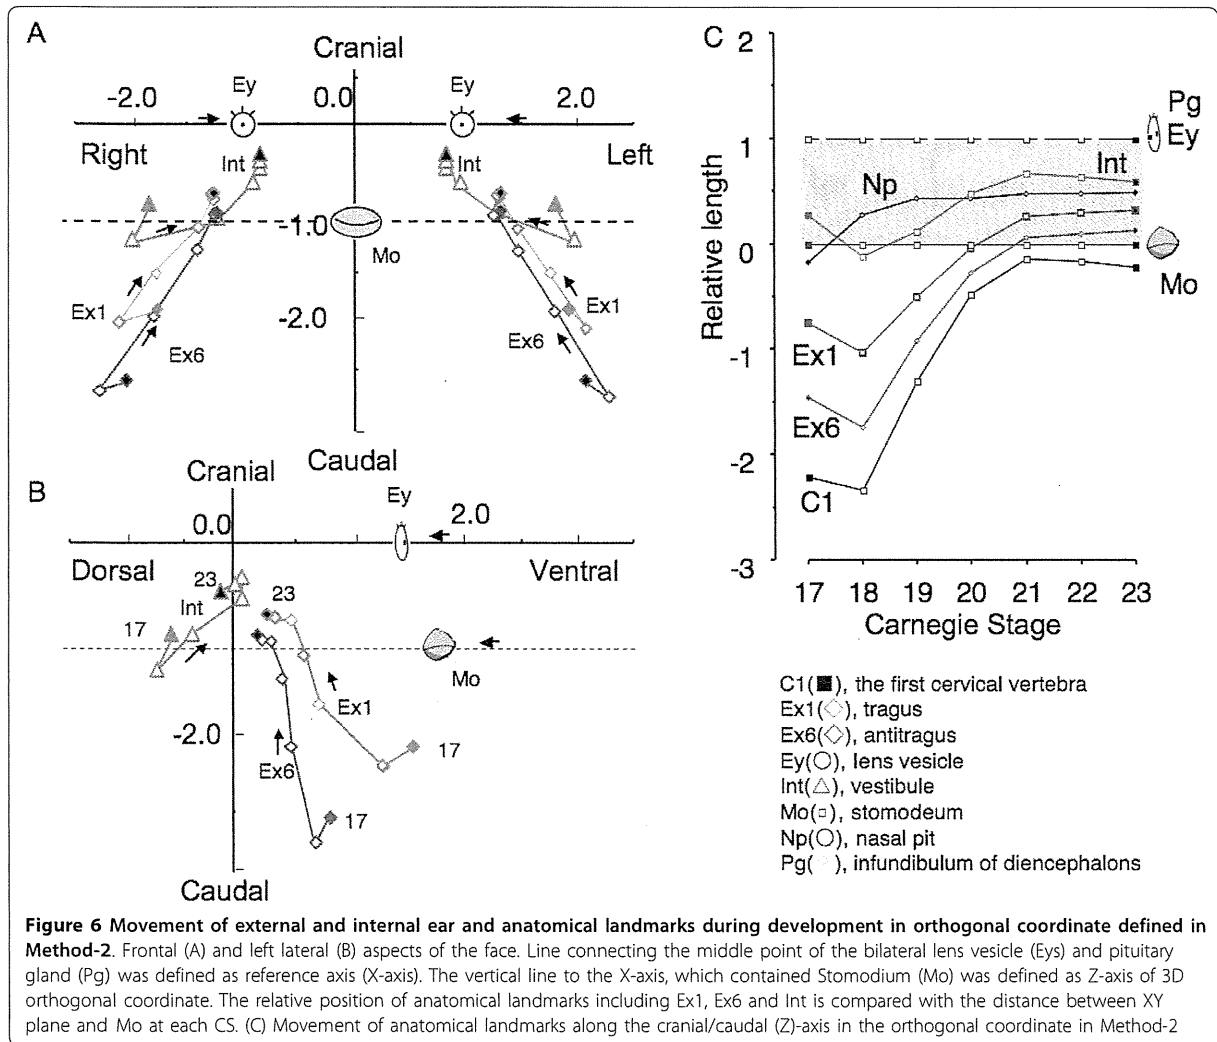 A
Cranial
-2.0
Ey
0.0
Ey
2.0
Right
Int
Int
Left
-1.0
Mo
Ex1
-2.0
Ex1
Ex6
Ex6
Caudal
B
Cranial
Ey
0.0
2.0
Dorsal
Ventral
23
Int
23
17
Mo
-2.0
Ex1
17
Ex6
17
Caudal
C
2
Pg
Ey
1
Int
Np
Relative length
0
Mo
-1
Ex1
Ex6
-2
C1
-3
17 18 19 20 21 22 23
Carnegie Stage
C1(■), the first cervical vertebra
Ex1(◇), tragus
Ex6(◇), antitragus
Ey(○), lens vesicle
Int(△), vestibule
Mo(□), stomodeum
Np(○), nasal pit
Pg( ), infundibulum of diencephalons
Figure 6 Movement of external and internal ear and anatomical landmarks during development in orthogonal coordinate defined in
Method-2. Frontal (A) and left lateral (B) aspects of the face. Line connecting the middle point of the bilateral lens vesicle (Eys) and pituitary
gland (Pg) was defined as reference axis (X-axis). The vertical line to the X-axis, which contained Stomodium (Mo) was defined as Z-axis of 3D
orthogonal coordinate. The relative position of anatomical landmarks including Ex1, Ex6 and Int is compared with the distance between XY
plane and Mo at each CS. (C) Movement of anatomical landmarks along the cranial/caudal (Z)-axis in the orthogonal coordinate in Method-2